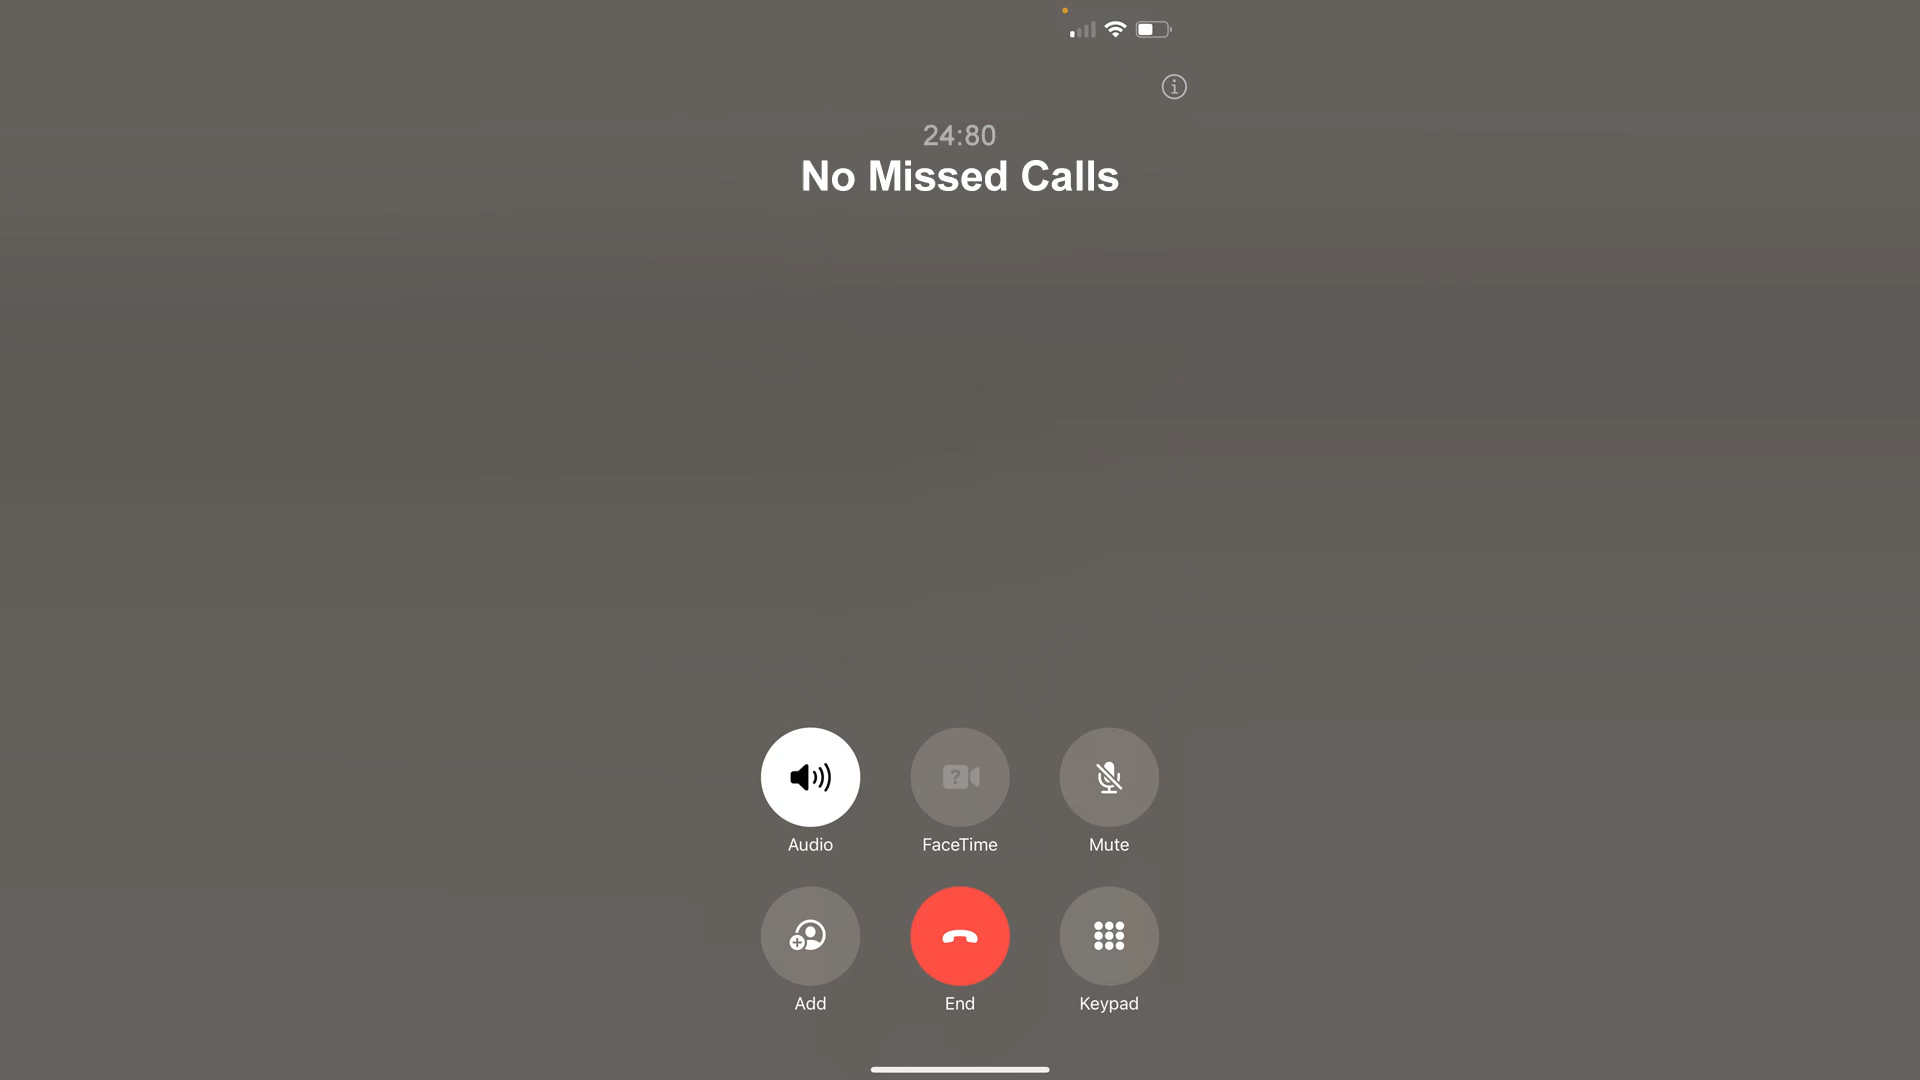 24:80
No Missed Calls
Audio
FaceTime
Mute
Add
End
Keypad